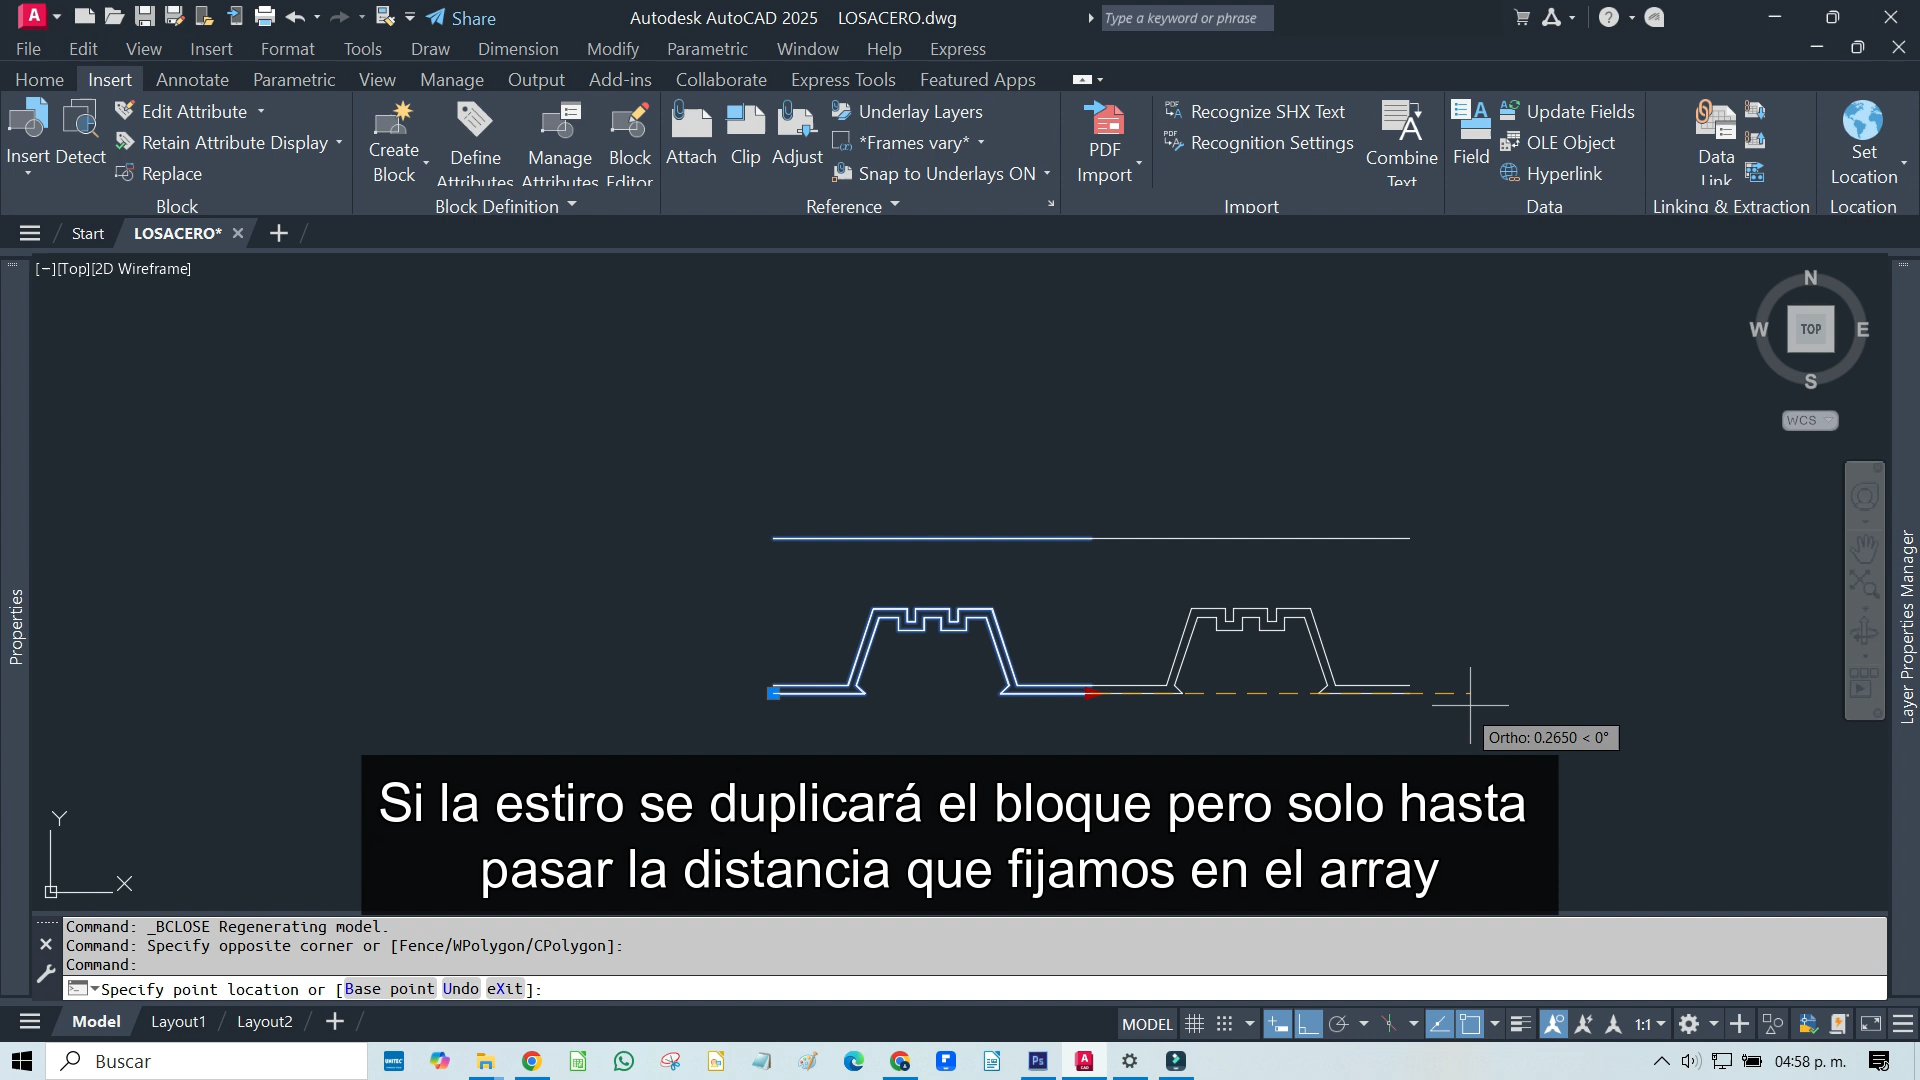 Share
Autodesk AutoCAD 2025 LOSACERO.dwg
Type a keyword or phrase
File Edit View Insert Format Tools Draw Dimension Modify Parametric Window Help Express
Home Insert Annotate Parametric View Manage Output Add-ins Collaborate Express Tools Featured Apps
Insert
Detect
Edit Attribute
Retain Attribute Display
Replace
Block
Create
Block
Define
Attributes
Manage
Attributes
Block
Editor
Block Definition
Attach
Clip
Adjust
Underlay Layers
*Frames vary*
Snap to Underlays ON
Reference
PDF
Import
Recognize SHX Text
Recognition Settings
Combine
Text
Import
Field
Update Fields
OLE Object
Hyperlink
Data
Data
Link
Linking & Extraction
Set
Location
Location
Start LOSACERO*
[−][Top][2D Wireframe]
N
W TOP E
S
WCS
Properties
Layer Properties Manager
Ortho: 0.2650 < 0°
Y
X
Si la estiro se duplicará el bloque pero solo hasta
pasar la distancia que fijamos en el array
Command: _BCLOSE Regenerating model.
Command: Specify opposite corner or [Fence/WPolygon/CPolygon]:
Command:
Specify point location or [Base point Undo eXit]:
Model Layout1 Layout2
MODEL
1:1
Buscar
04:58 p. m.